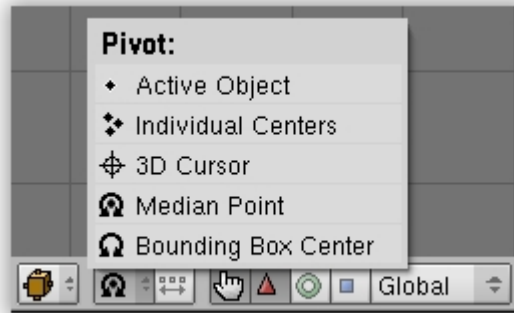 Pivot:
Active Object
Individual Centers
3D Cursor
Median Point
Bounding Box Center
Global